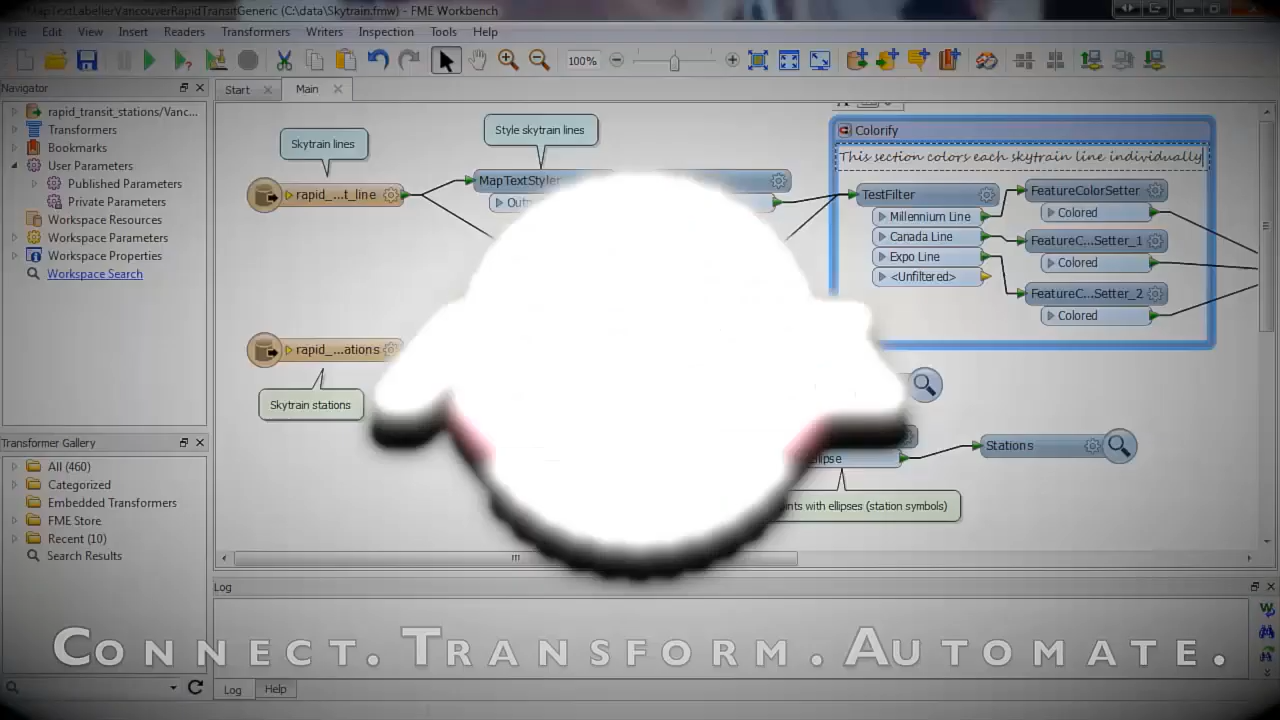 MapTextLabellerVancouverRapidTransitGeneric (C:\data\Skytrain.fmw) - FME Workbench
File Edit View Insert Readers Transformers Writers Inspection Tools Help
100%
Navigator
Start Main
rapid_transit_stations/Vanc...
Transformers
Bookmarks
User Parameters
Published Parameters
Private Parameters
Workspace Resources
Workspace Parameters
Workspace Properties
Workspace Search
Skytrain lines
Style skytrain lines
rapid_...t_line
MapTextStyler
Colorify
This section colors each skytrain line individually
TestFilter
Millennium Line
Canada Line
Expo Line
<Unfiltered>
FeatureColorSetter
Colored
FeatureC...Setter_1
Colored
FeatureC...Setter_2
Colored
rapid_...ations
Skytrain stations
Stations
with ellipses (station symbols)
Transformer Gallery
All (460)
Categorized
Embedded Transformers
FME Store
Recent (10)
Search Results
Log
Connect. Transform. Automate.
Log Help